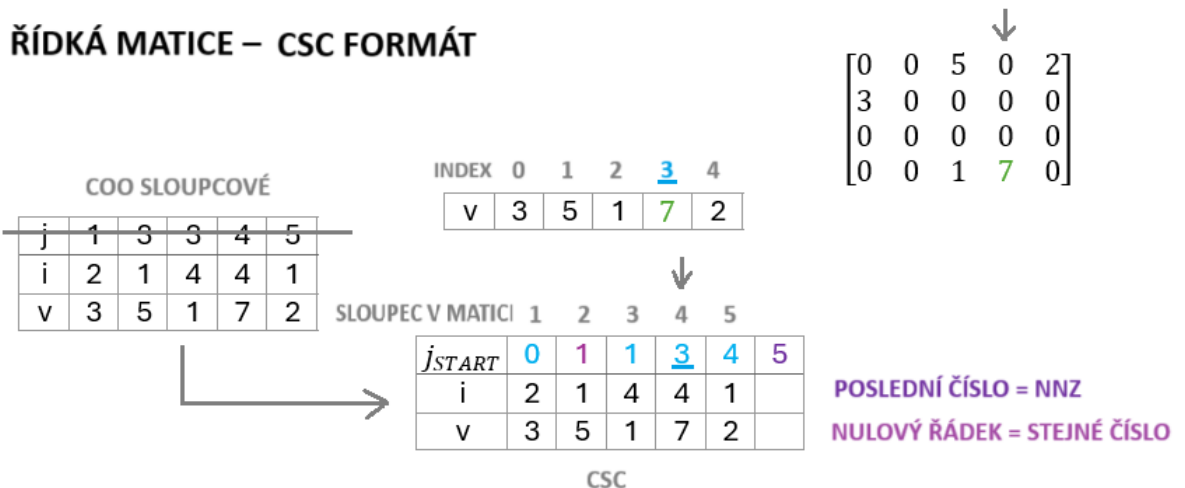 ŘÍDKÁ MATICE – CSC FORMÁT
0 0 5 0 2
3 0 0 0 0
0 0 0 0 0
0 0 1 7 0
INDEX 0 1 2 3 4
v 3 5 1 7 2
COO SLOUPCOVÉ
j 1 3 3 4 5
i 2 1 4 4 1
v 3 5 1 7 2
SLOUPEC V MATICI 1 2 3 4 5
jSTART 0 1 1 3 4 5
i 2 1 4 4 1
v 3 5 1 7 2
CSC
POSLEDNÍ ČÍSLO = NNZ
NULOVÝ ŘÁDEK = STEJNÉ ČÍSLO